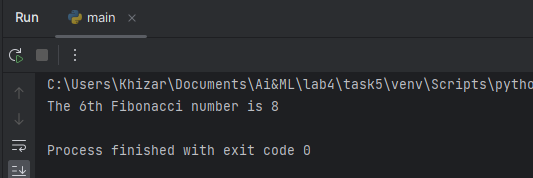 Run main
C:\Users\Khizar\Documents\Ai&ML\lab4\task5\venv\Scripts\pytho
The 6th Fibonacci number is 8
Process finished with exit code 0